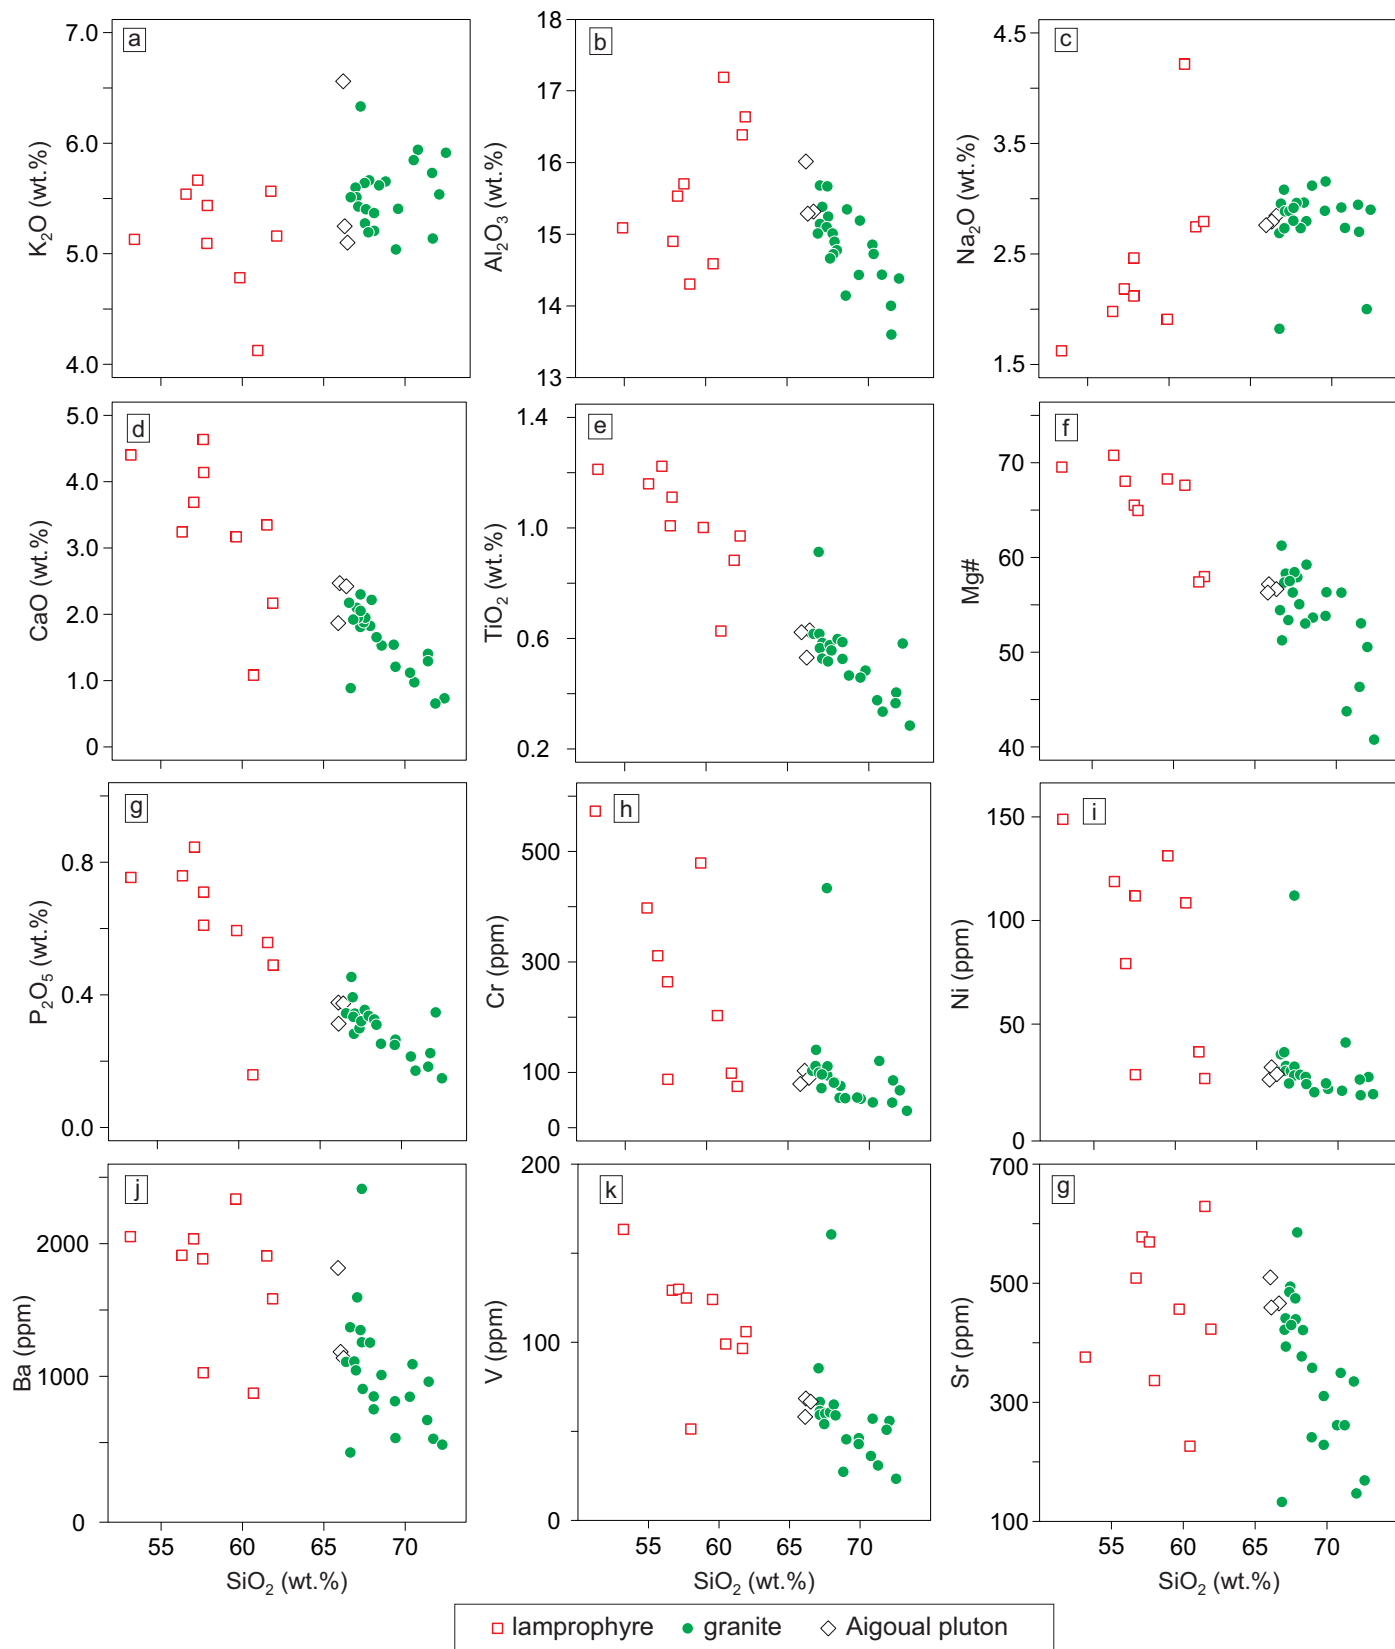 a
7.0
6.0
5.0
4.0
K2O (wt.%)
b
18
17
16
15
14
13
Al2O3 (wt.%)
c
4.5
3.5
2.5
1.5
Na2O (wt.%)
d
5.0
4.0
3.0
2.0
1.0
0
CaO (wt.%)
e
1.4
1.0
0.6
0.2
TiO2 (wt.%)
f
70
60
50
40
Mg#
g
0.8
0.4
0.0
P2O5 (wt.%)
h
500
300
100
0
Cr (ppm)
i
150
100
50
0
Ni (ppm)
j
2000
1000
0
Ba (ppm)
55 60 65 70
SiO2 (wt.%)
k
200
100
0
V (ppm)
55 60 65 70
SiO2 (wt.%)
g
700
500
300
100
Sr (ppm)
55 60 65 70
SiO2 (wt.%)
lamprophyre granite Aigoual pluton